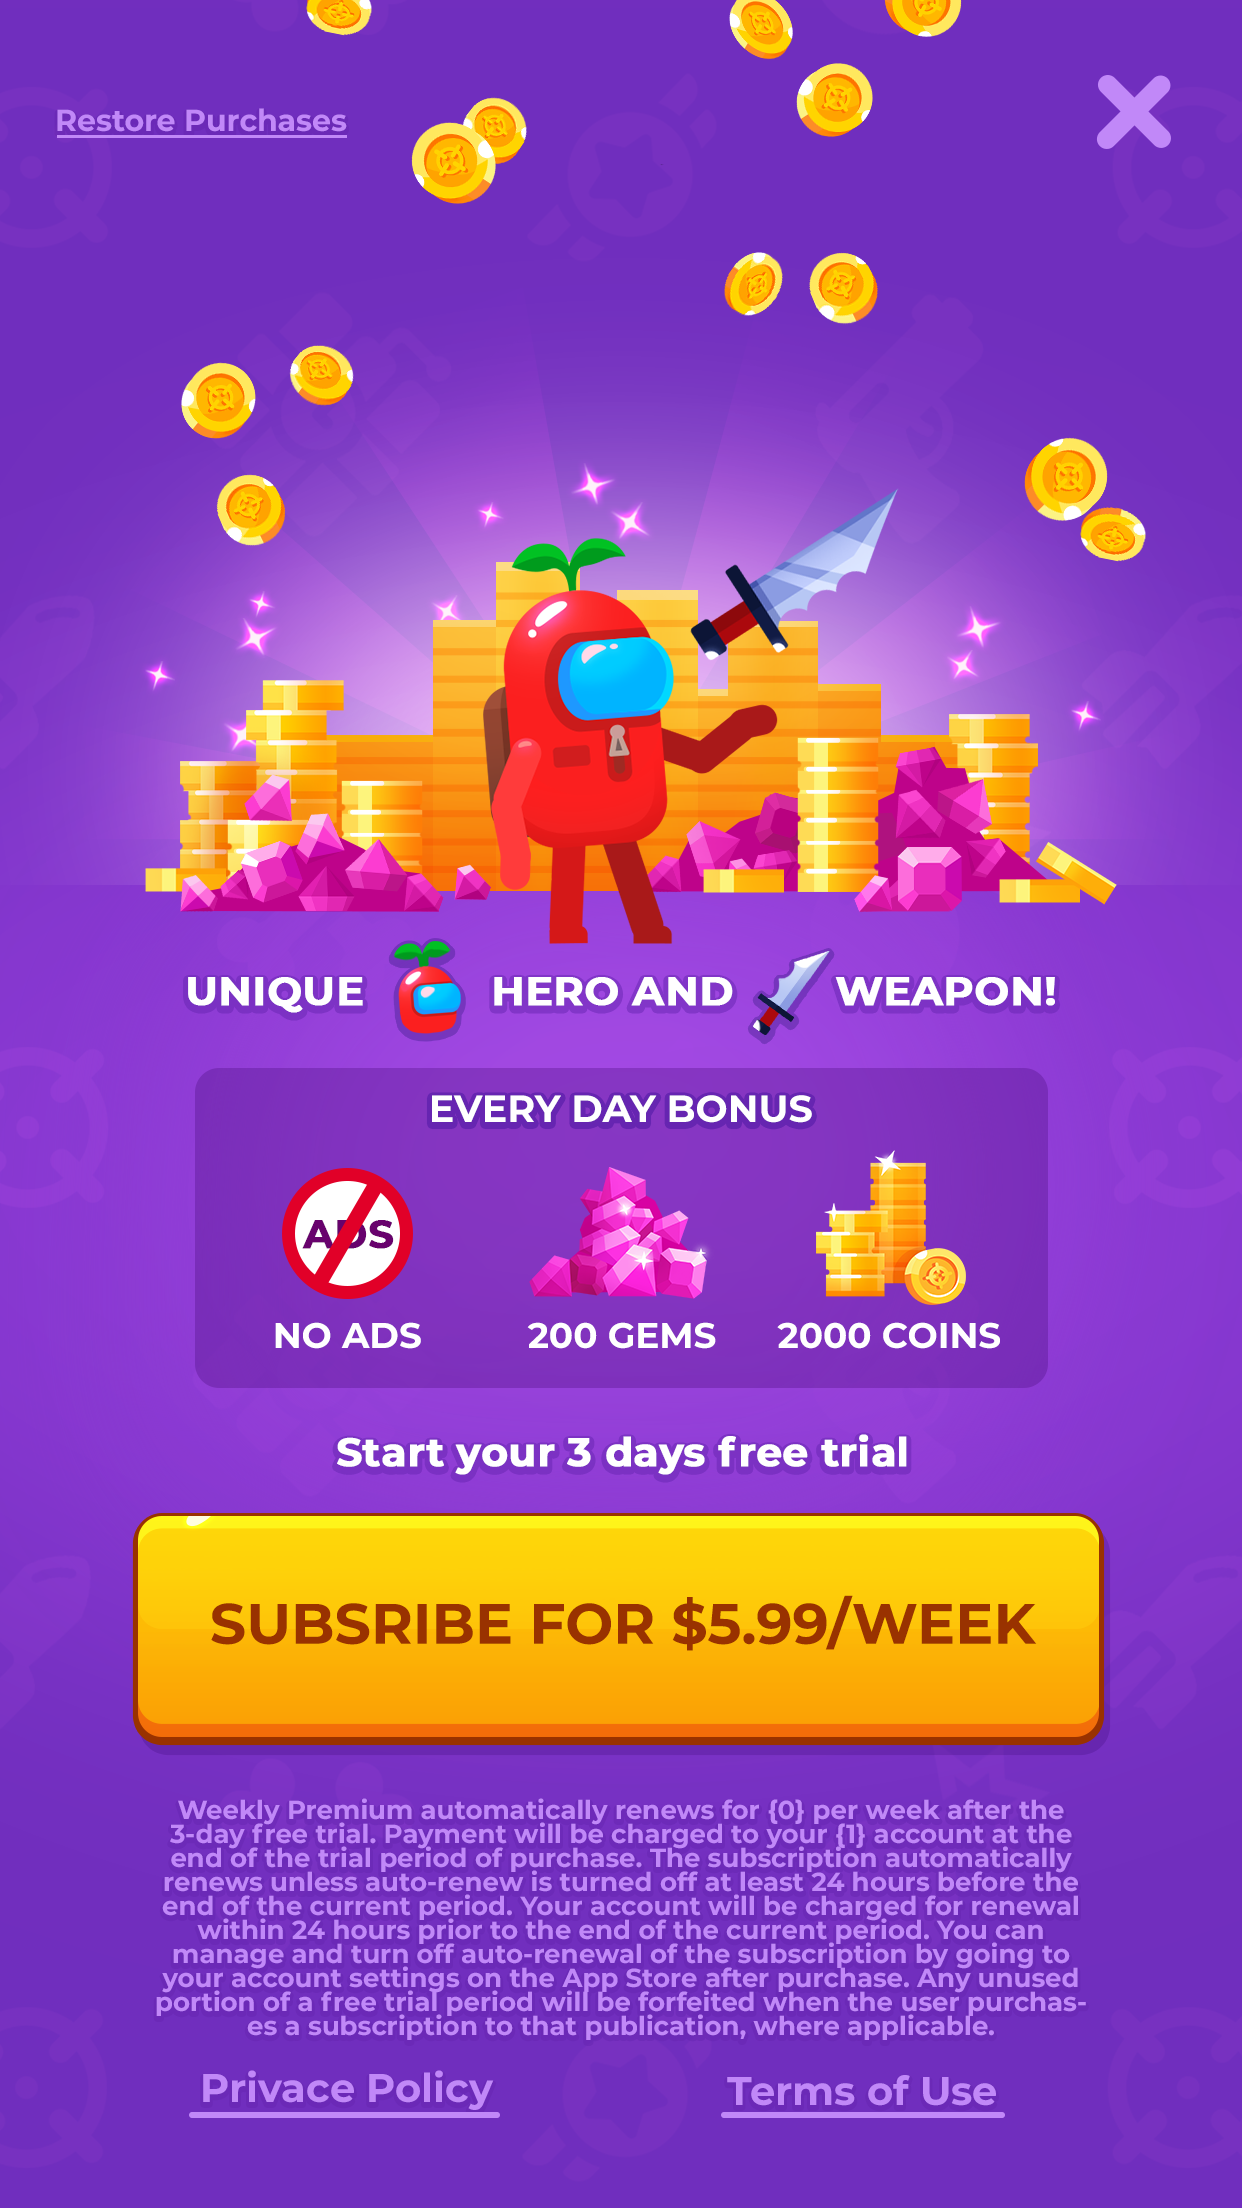 Restore Purchases
UNIQUE HERO AND WEAPON!
EVERY DAY BONUS
ADS
NO ADS 200 GEMS 2000 COINS
Start your 3 days free trial
SUBSRIBE FOR $5.99/WEEK
Weekly Premium automatically renews for {0} per week after the
3-day free trial. Payment will be charged to your {1} account at the
end of the trial period of purchase. The subscription automatically
renews unless auto-renew is turned off at least 24 hours before the
end of the current period. Your account will be charged for renewal
within 24 hours prior to the end of the current period. You can
manage and turn off auto-renewal of the subscription by going to
your account settings on the App Store after purchase. Any unused
portion of a free trial period will be forfeited when the user purchas-
es a subscription to that publication, where applicable.
Privace Policy Terms of Use